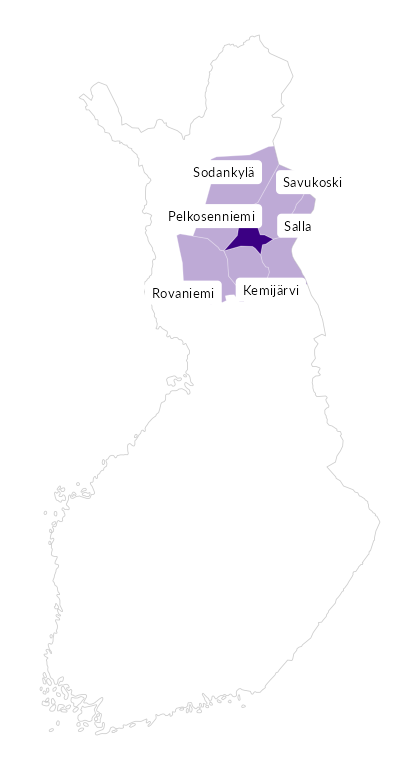 Sodankylä
Savukoski
Pelkosenniemi
Salla
Rovaniemi
Kemijärvi